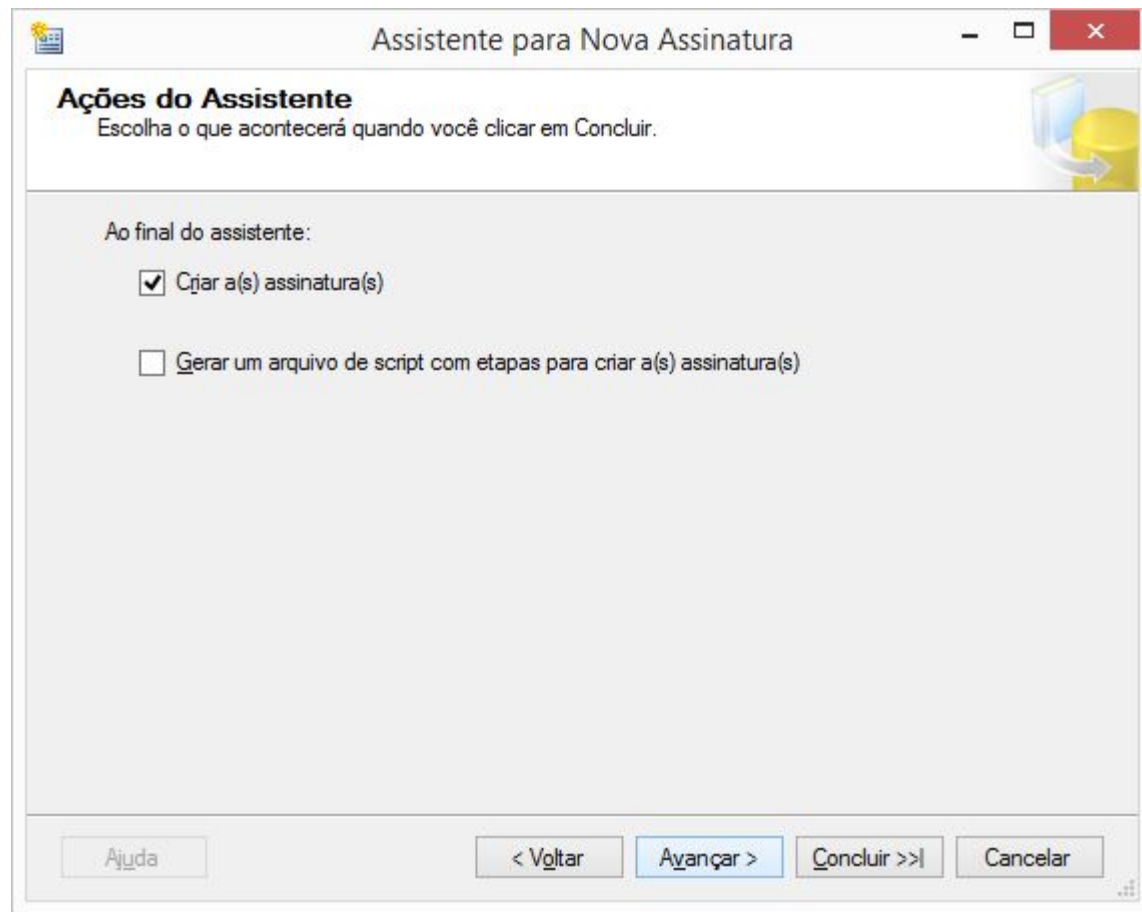 Assistente para Nova Assinatura
Ações do Assistente
Escolha o que acontecerá quando você clicar em Concluir.
Ao final do assistente:
Criar a(s) assinatura(s)
Gerar um arquivo de script com etapas para criar a(s) assinatura(s)
Ajuda < Voltar Avançar > Concluir >>| Cancelar